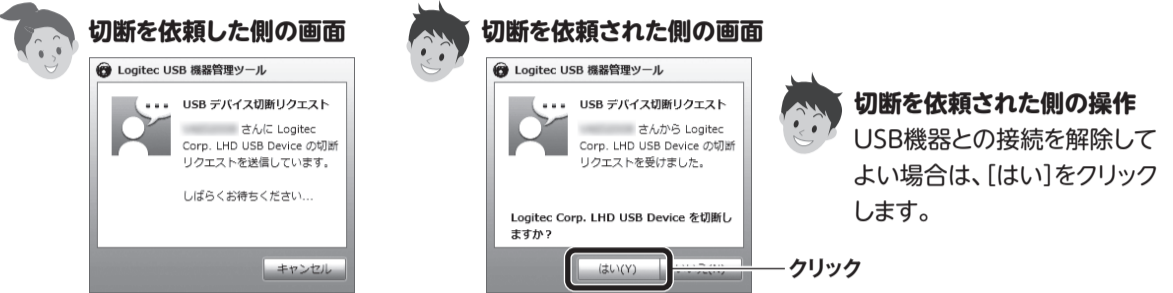 切断を依頼した側の画面
Logitec USB 機器管理ツール
USB デバイス切断リクエスト
さんに Logitec
Corp. LHD USB Device の切断
リクエストを送信しています。
しばらくお待ちください...
キャンセル
切断を依頼された側の画面
Logitec USB 機器管理ツール
USB デバイス切断リクエスト
さんから Logitec
Corp. LHD USB Device の切断
リクエストを受けました。
Logitec Corp. LHD USB Device を切断し
ますか？
はい(Y)
クリック
切断を依頼された側の操作
USB機器との接続を解除して
よい場合は、［はい］をクリック
します。